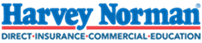 Harvey Norman®
DIRECT•INSURANCE•COMMERCIAL•EDUCATION